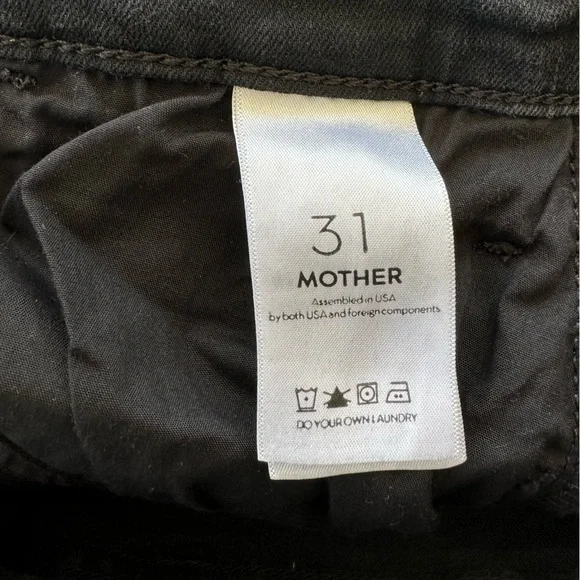 31
MOTHER
Assembled in USA
by both USA and foreign components
DO YOUR OWN LAUNDRY